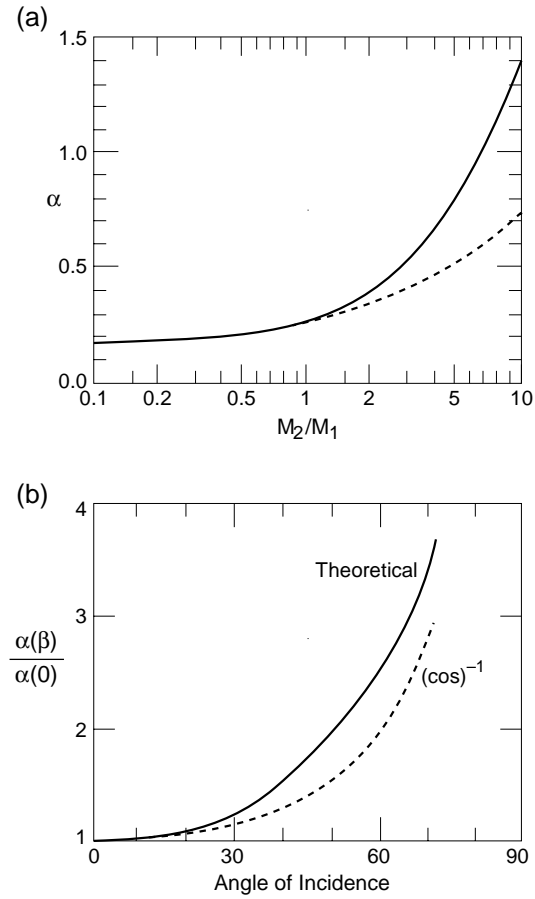 (a)
1.5
1.0
α
0.5
0.0
0.1 0.2 0.5 1 2 5 10
M₂/M₁
(b)
4
Theoretical
3
α(β)
α(0)
(cos)⁻¹
2
1
0 30 60 90
Angle of Incidence